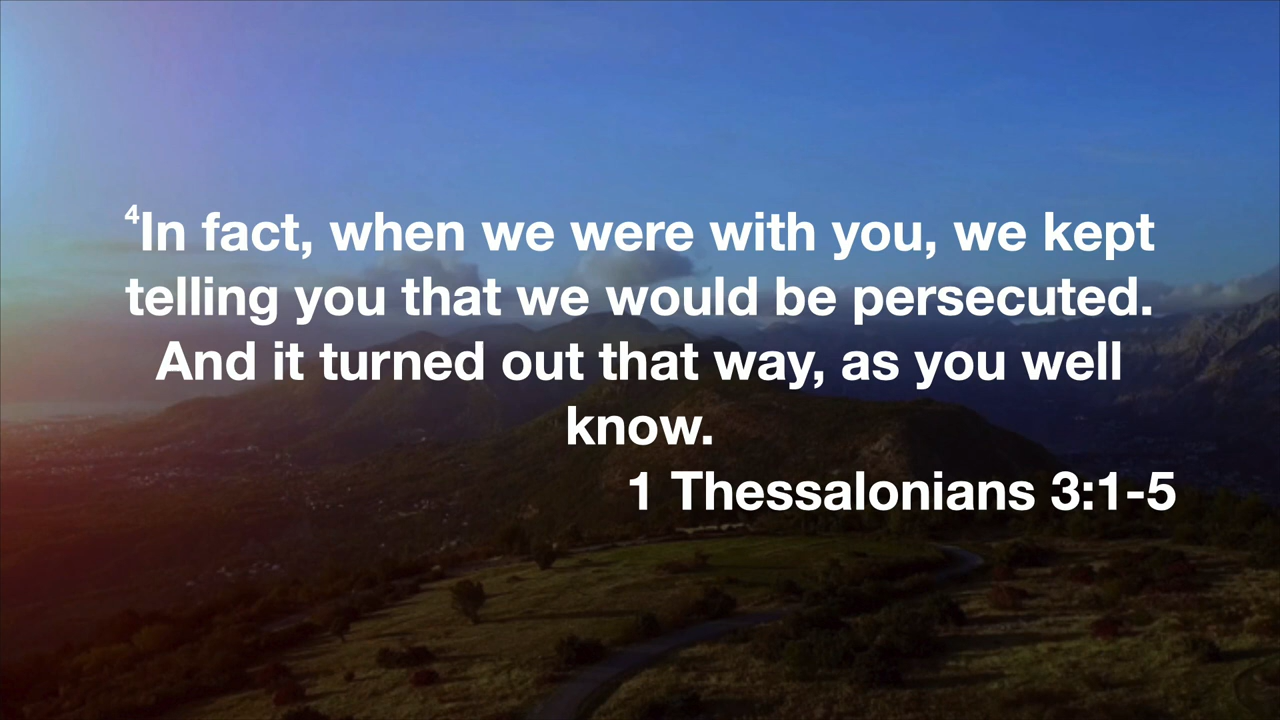 4In fact, when we were with you, we kept
telling you that we would be persecuted.
And it turned out that way, as you well
know.
1 Thessalonians 3:1-5